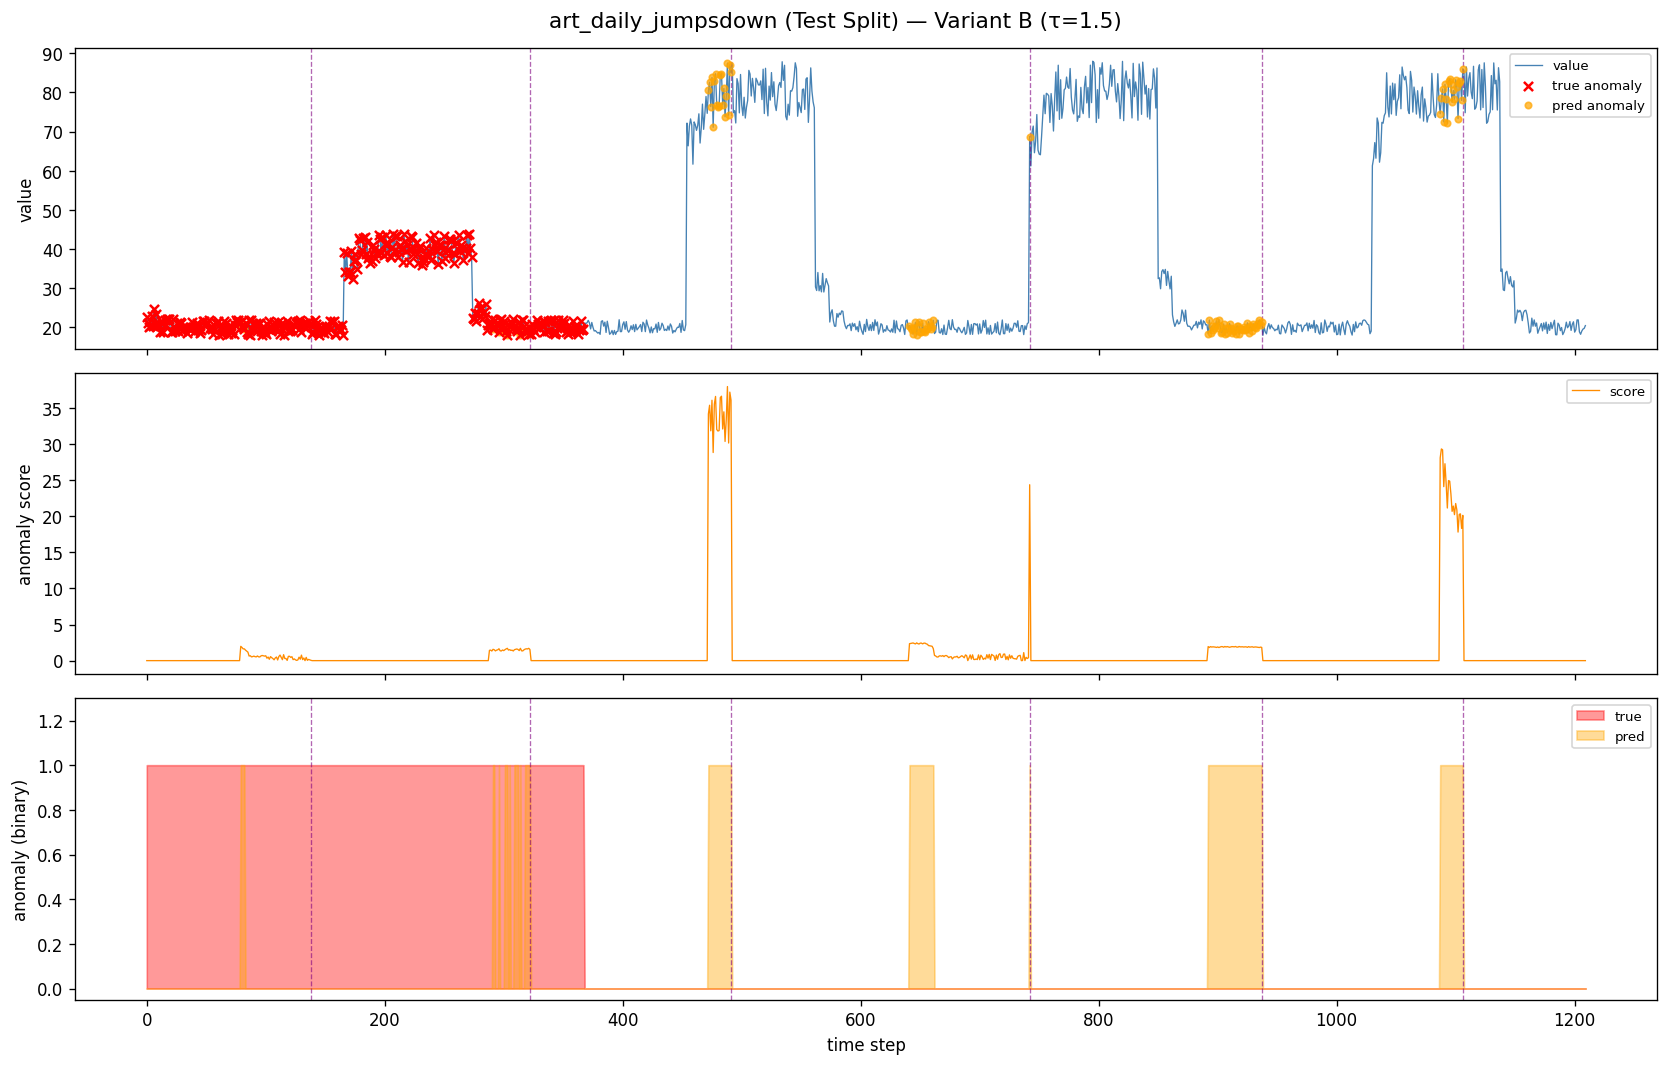 art_daily_jumpsdown (Test Split) — Variant B (τ=1.5)
90
80
70
60
50
40
30
20
value
value
true anomaly
pred anomaly
35
30
25
20
15
10
5
0
anomaly score
score
1.2
1.0
0.8
0.6
0.4
0.2
0.0
anomaly (binary)
true
pred
0 200 400 600 800 1000 1200
time step